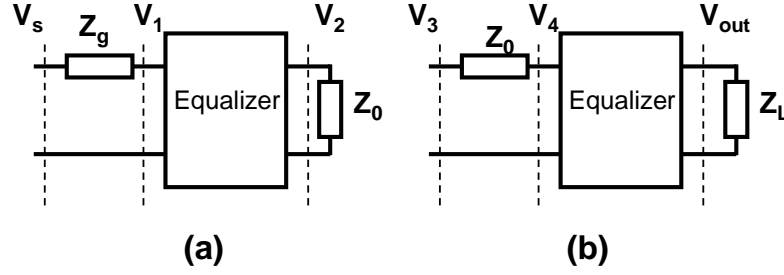 Vs Zg V1 V2
Equalizer Z0
(a)
V3 Z0 V4 Vout
Equalizer ZL
(b)